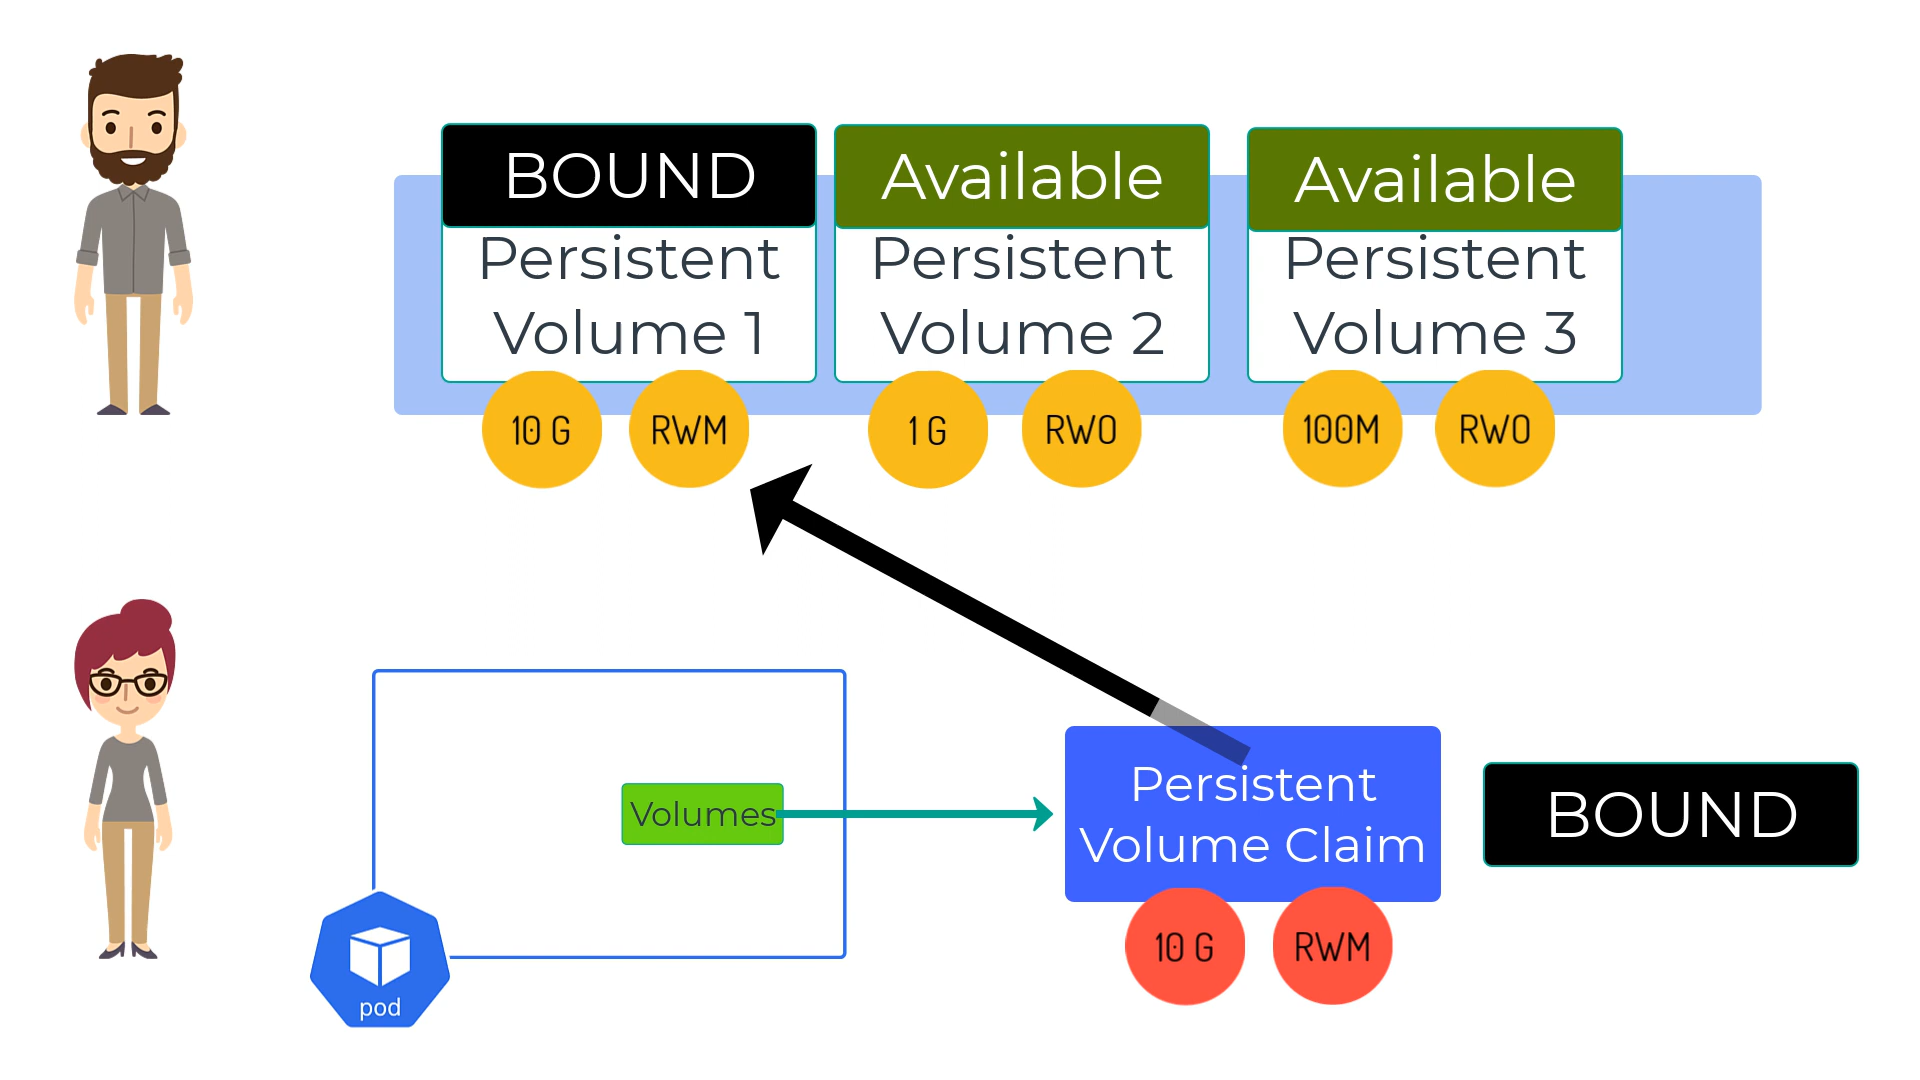 BOUND
Persistent
Volume 1
10 G
RWM
Available
Persistent
Volume 2
1 G
RWO
Available
Persistent
Volume 3
100M
RWO
Volumes
pod
Persistent
Volume Claim
10 G
RWM
BOUND